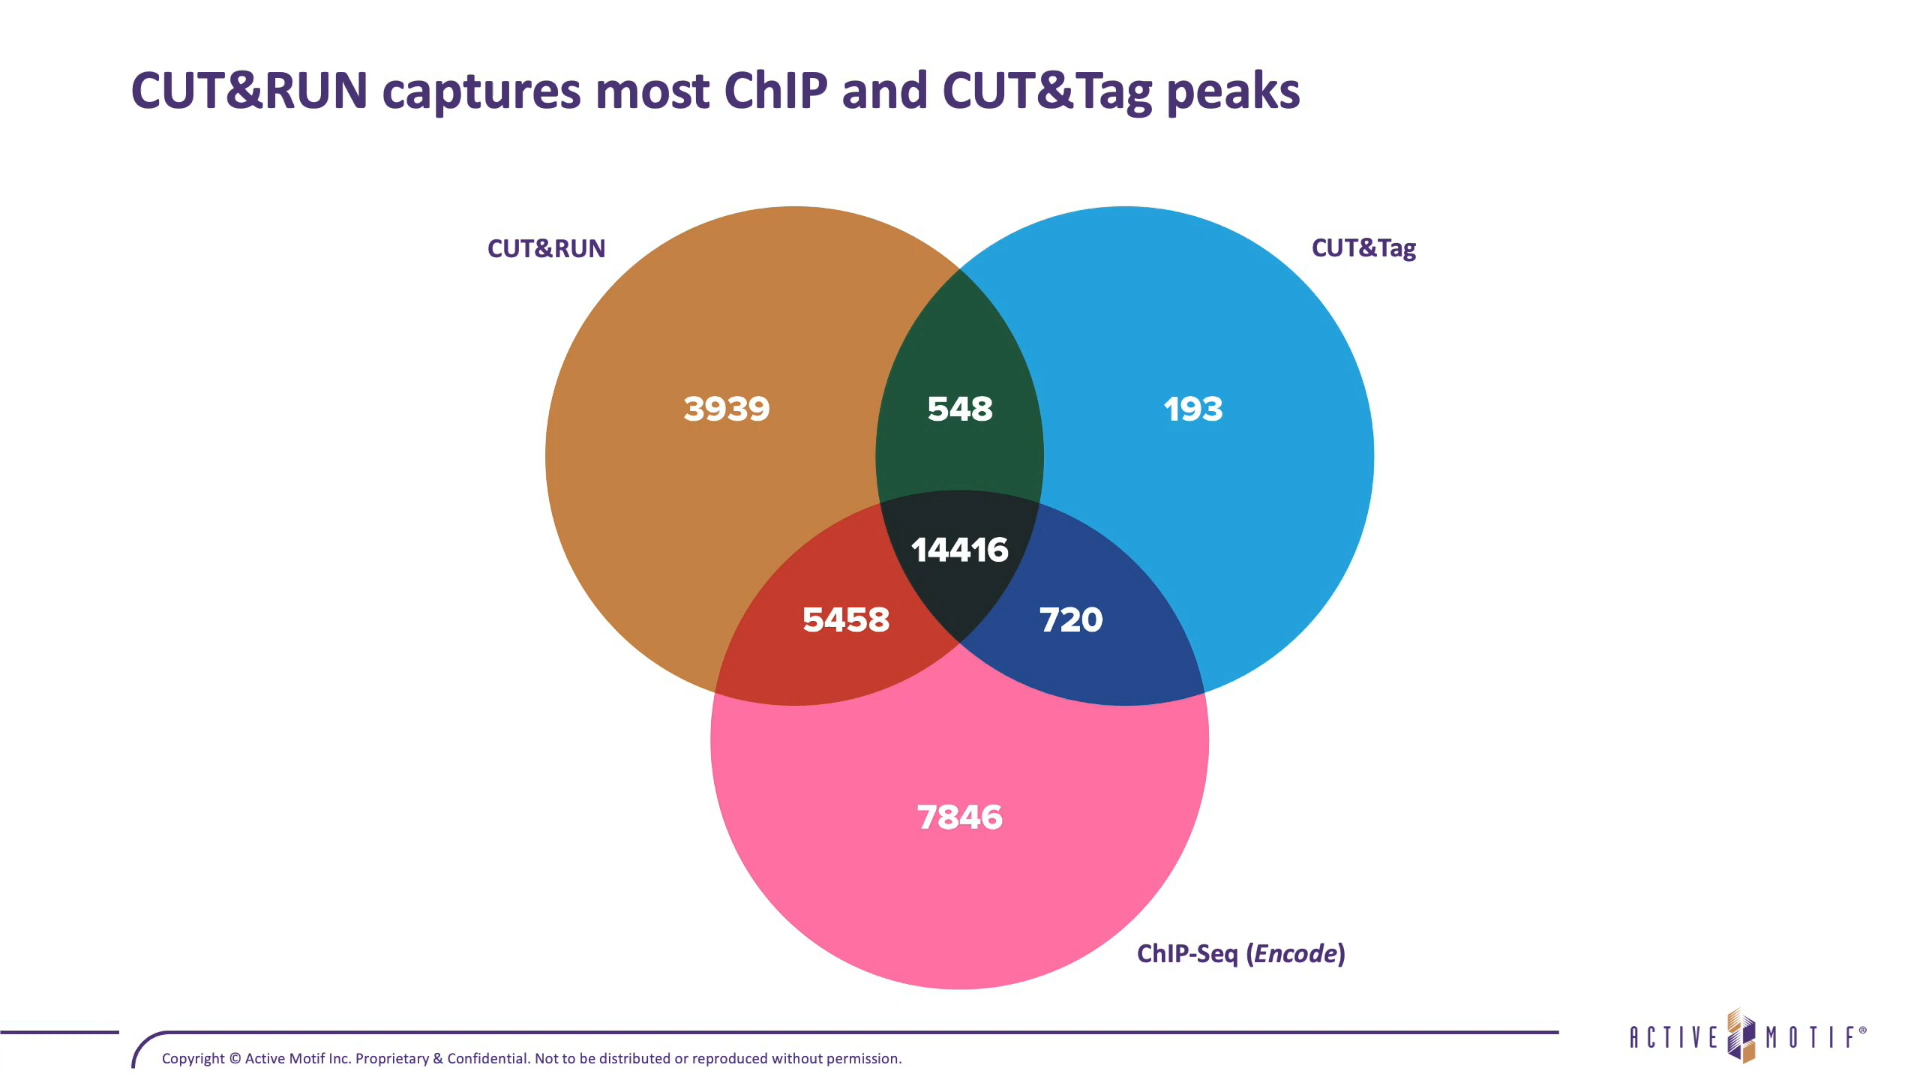 CUT&RUN captures most ChIP and CUT&Tag peaks
CUT&RUN
CUT&Tag
3939
548
193
14416
5458
720
7846
ChIP-Seq (Encode)
Copyright © Active Motif Inc. Proprietary & Confidential. Not to be distributed or reproduced without permission.
ACTIVE MOTIF®